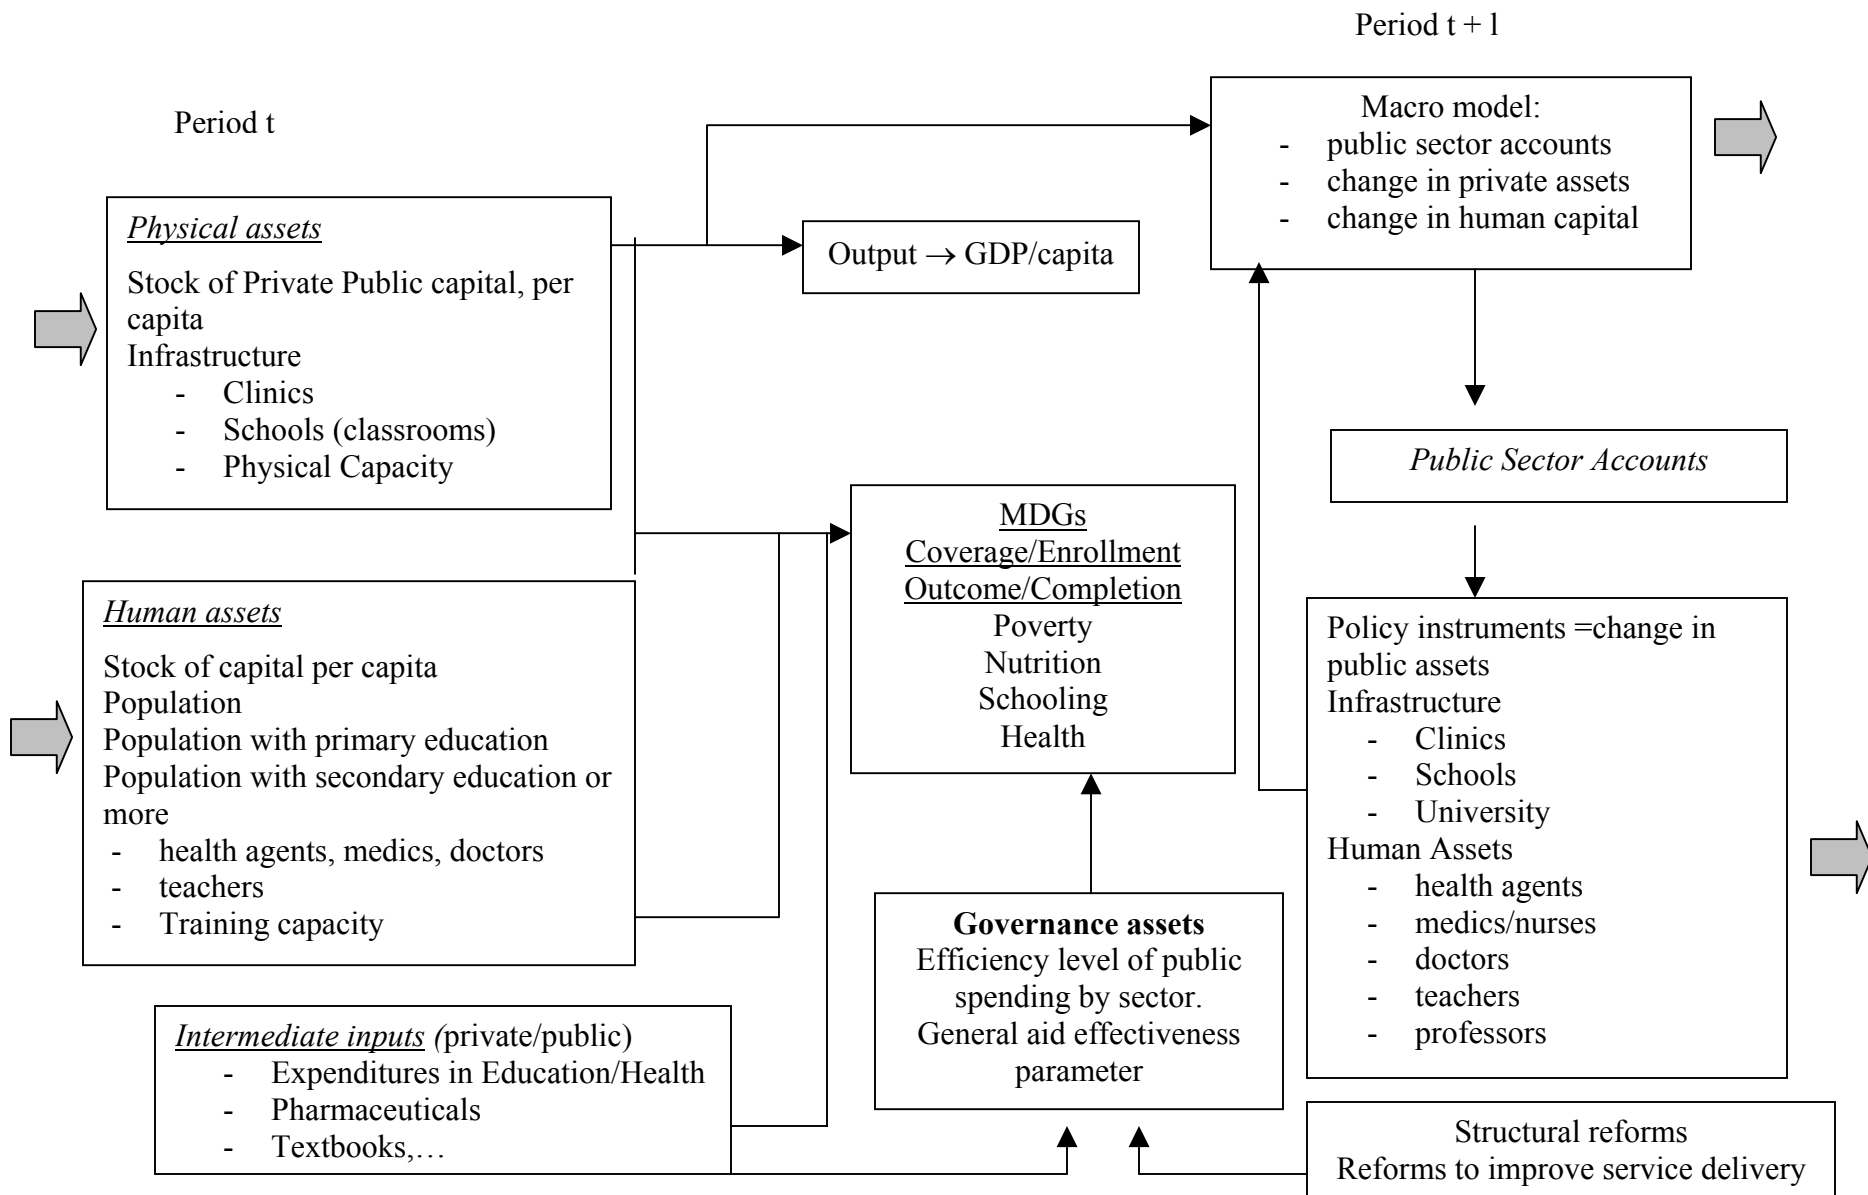 Period t + l
Period t
Macro model:
- public sector accounts
- change in private assets
- change in human capital
Physical assets
Stock of Private Public capital, per
capita
Infrastructure
- Clinics
- Schools (classrooms)
- Physical Capacity
Output → GDP/capita
Public Sector Accounts
MDGs
Coverage/Enrollment
Outcome/Completion
Poverty
Nutrition
Schooling
Health
Human assets
Stock of capital per capita
Population
Population with primary education
Population with secondary education or
more
- health agents, medics, doctors
- teachers
- Training capacity
Policy instruments =change in
public assets
Infrastructure
- Clinics
- Schools
- University
Human Assets
- health agents
- medics/nurses
- doctors
- teachers
- professors
Governance assets
Efficiency level of public
spending by sector.
General aid effectiveness
parameter
Intermediate inputs (private/public)
- Expenditures in Education/Health
- Pharmaceuticals
- Textbooks,…
Structural reforms
Reforms to improve service delivery